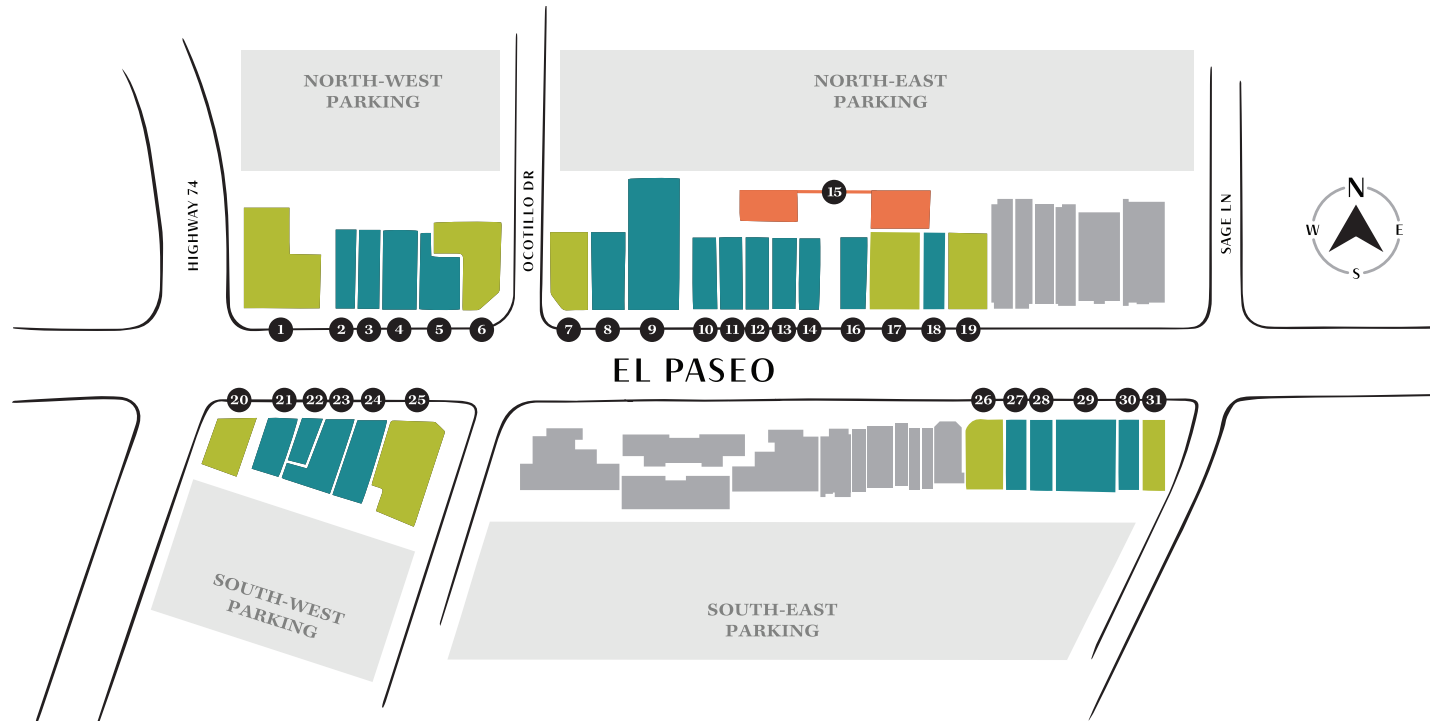 NORTH-WEST
PARKING
NORTH-EAST
PARKING
HIGHWAY 74
OCOTILLO DR
SAGE LN
N
W
E
S
15
1
2
3
4
5
6
7
8
9
10
11
12
13
14
16
17
18
19
EL PASEO
20
21
22
23
24
25
26
27
28
29
30
31
SOUTH-WEST
PARKING
SOUTH-EAST
PARKING